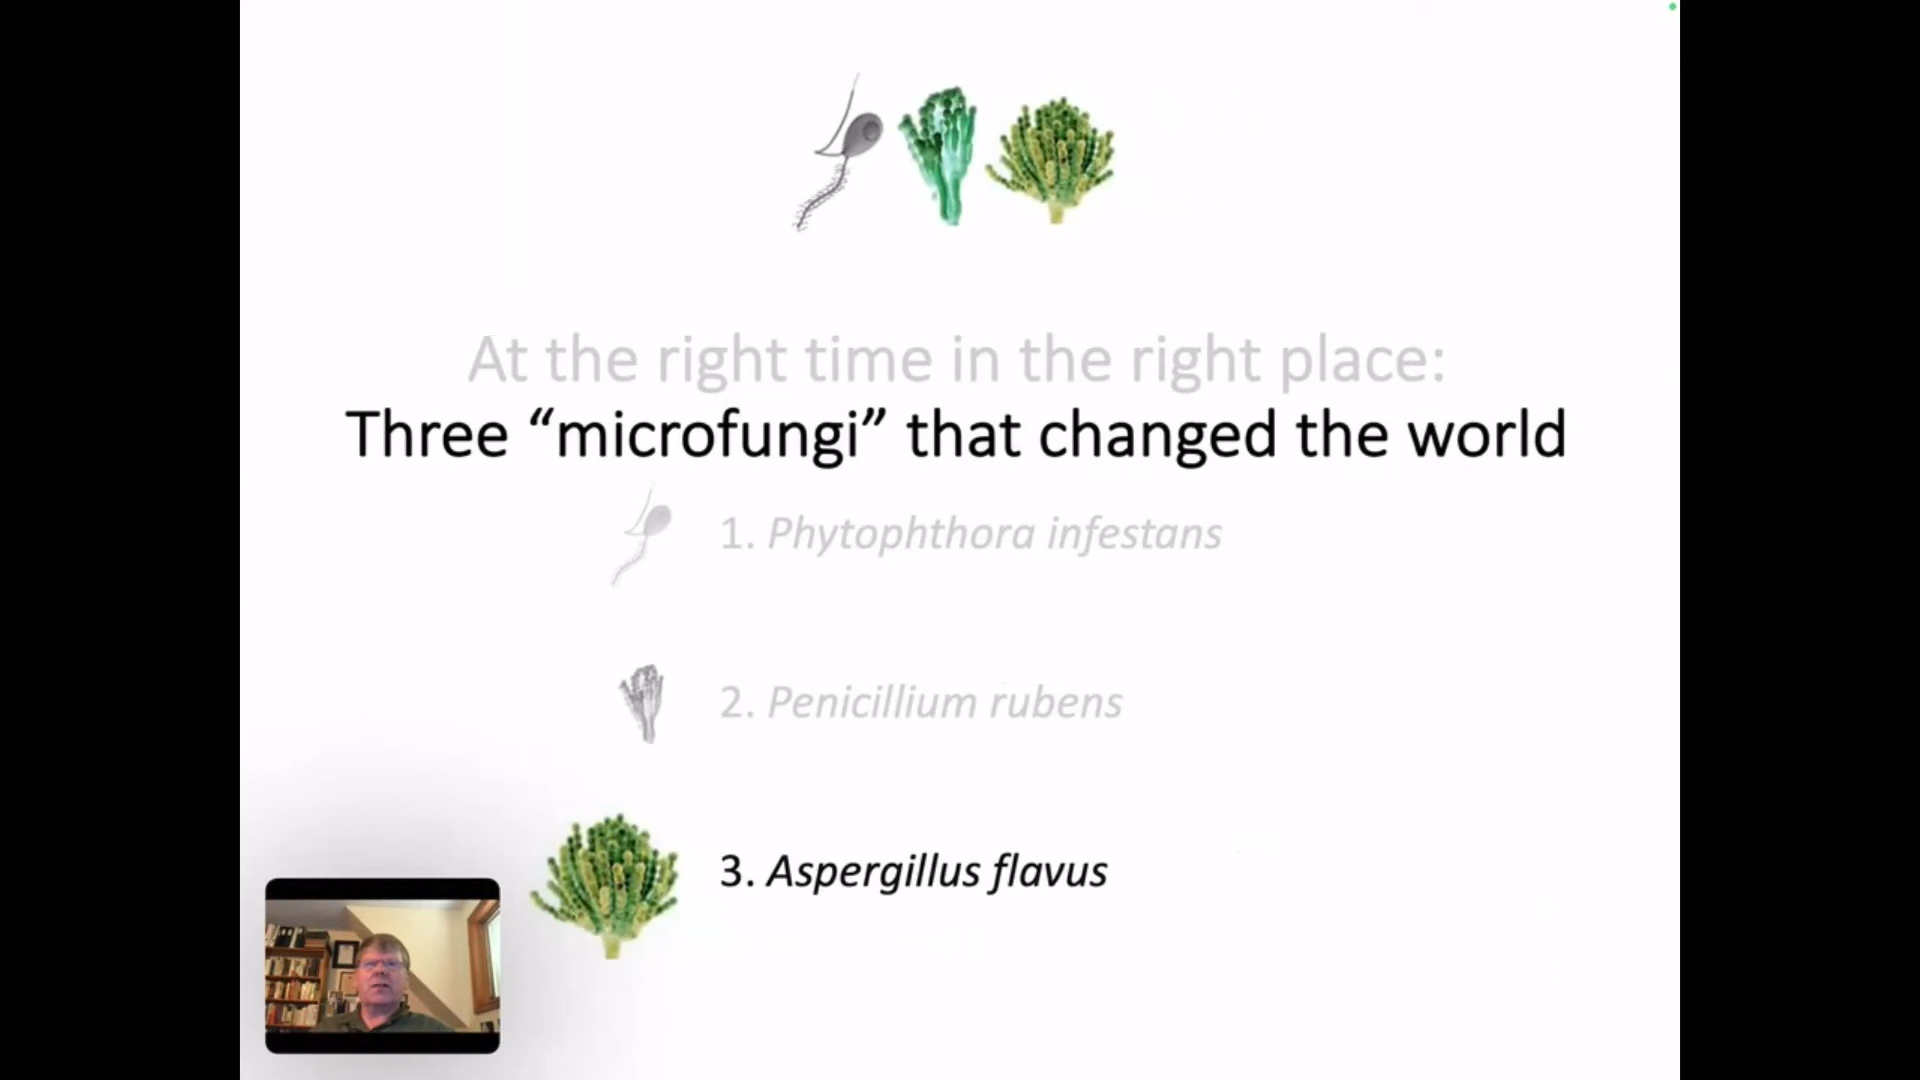 At the right time in the right place:
Three “microfungi” that changed the world
1. Phytophthora infestans
2. Penicillium rubens
3. Aspergillus flavus